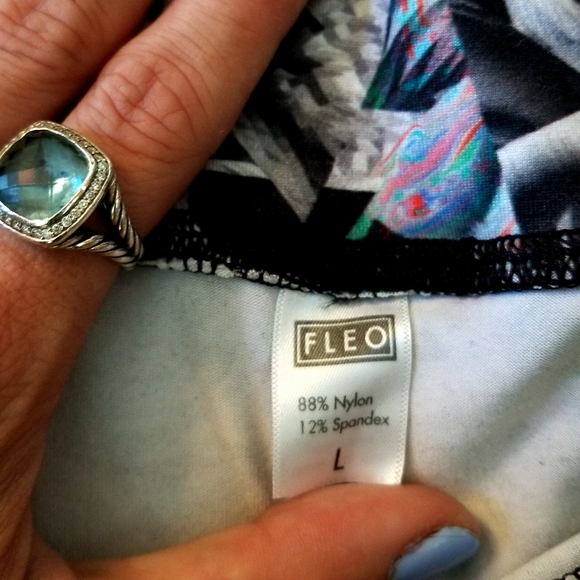 FLEO
88% Nylon
12% Spandex
L